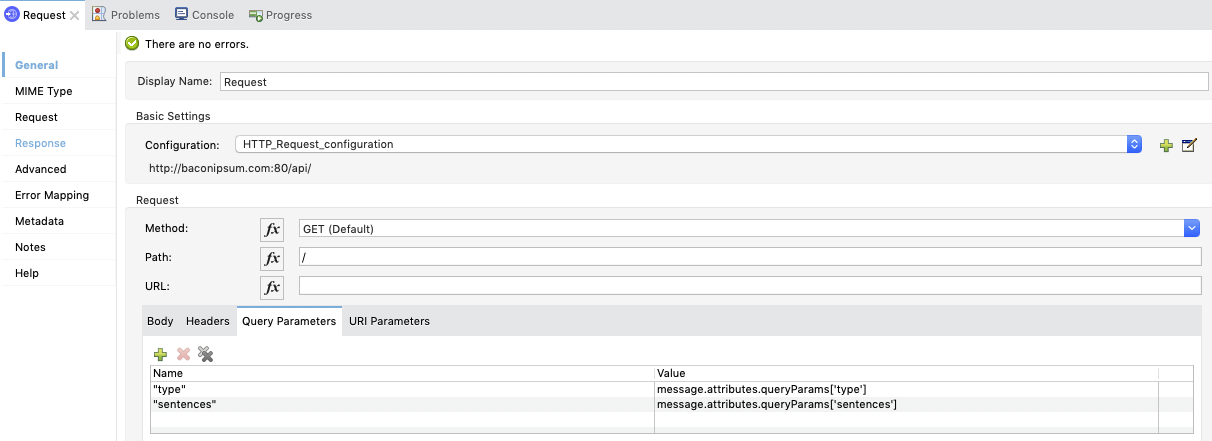 Request Problems Console Progress
There are no errors.
General
MIME Type
Request
Response
Advanced
Error Mapping
Metadata
Notes
Help
Display Name: Request
Basic Settings
Configuration: HTTP_Request_configuration
http://baconipsum.com:80/api/
Request
Method: fx GET (Default)
Path: fx /
URL: fx
Body Headers Query Parameters URI Parameters
Name Value
"type" message.attributes.queryParams['type']
"sentences" message.attributes.queryParams['sentences']